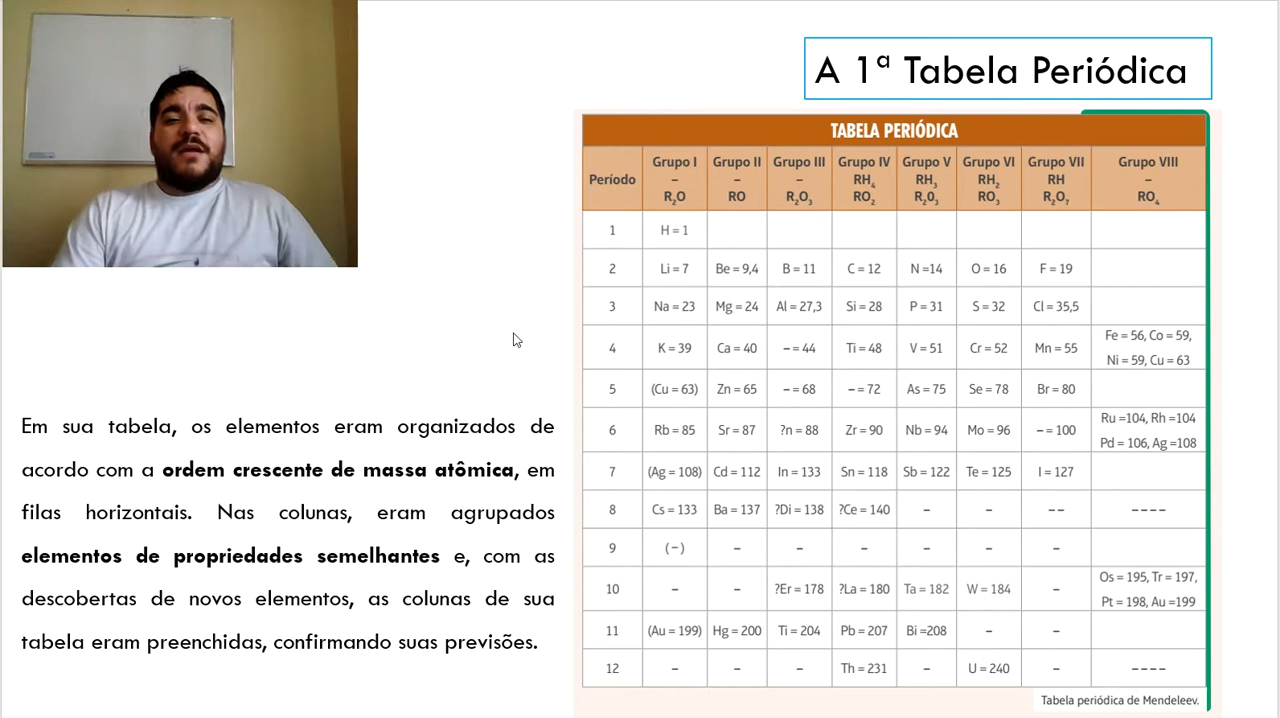 A 1ª Tabela Periódica
TABELA PERIÓDICA
Período Grupo I – R₂O Grupo II – RO Grupo III – R₂O₃ Grupo IV RH₄ RO₂ Grupo V RH₃ R₂0₃ Grupo VI RH₂ RO₃ Grupo VII RH R₂O₇ Grupo VIII – RO₄
1 H = 1
2 Li = 7 Be = 9,4 B = 11 C = 12 N =14 O = 16 F = 19
3 Na = 23 Mg = 24 Al = 27,3 Si = 28 P = 31 S = 32 Cl = 35,5
4 K = 39 Ca = 40 – = 44 Ti = 48 V = 51 Cr = 52 Mn = 55 Fe = 56, Co = 59, Ni = 59, Cu = 63
5 (Cu = 63) Zn = 65 – = 68 – = 72 As = 75 Se = 78 Br = 80
6 Rb = 85 Sr = 87 ?n = 88 Zr = 90 Nb = 94 Mo = 96 – = 100 Ru =104, Rh =104 Pd = 106, Ag =108
7 (Ag = 108) Cd = 112 In = 133 Sn = 118 Sb = 122 Te = 125 I = 127
8 Cs = 133 Ba = 137 ?Di = 138 ?Ce = 140 – – –– ––––
9 (–) – – – – – –
10 – – ?Er = 178 ?La = 180 Ta = 182 W = 184 – Os = 195, Tr = 197, Pt = 198, Au =199
11 (Au = 199) Hg = 200 Ti = 204 Pb = 207 Bi =208 – –
12 – – – Th = 231 – U = 240 – ––––
Tabela periódica de Mendeleev.
Em sua tabela, os elementos eram organizados de
acordo com a ordem crescente de massa atômica, em
filas horizontais. Nas colunas, eram agrupados
elementos de propriedades semelhantes e, com as
descobertas de novos elementos, as colunas de sua
tabela eram preenchidas, confirmando suas previsões.